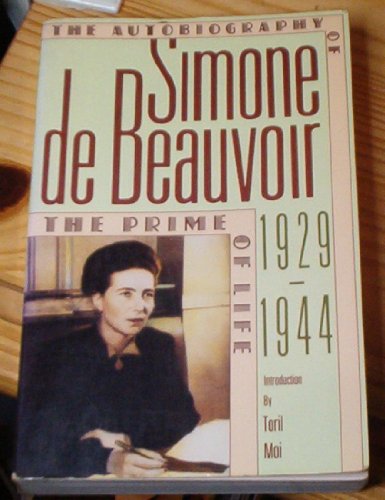 THE AUTOBIOGRAPHY OF
Simone
de Beauvoir
THE PRIME OF LIFE
1929
–
1944
Introduction
By
Toril
Moi